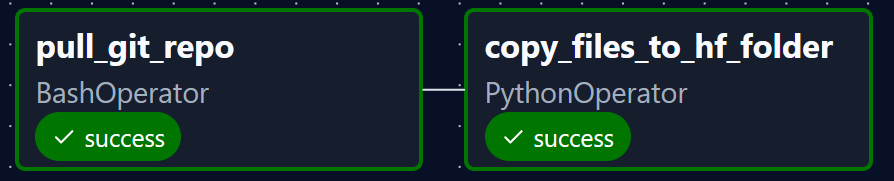 pull_git_repo
BashOperator
success
copy_files_to_hf_folder
PythonOperator
success